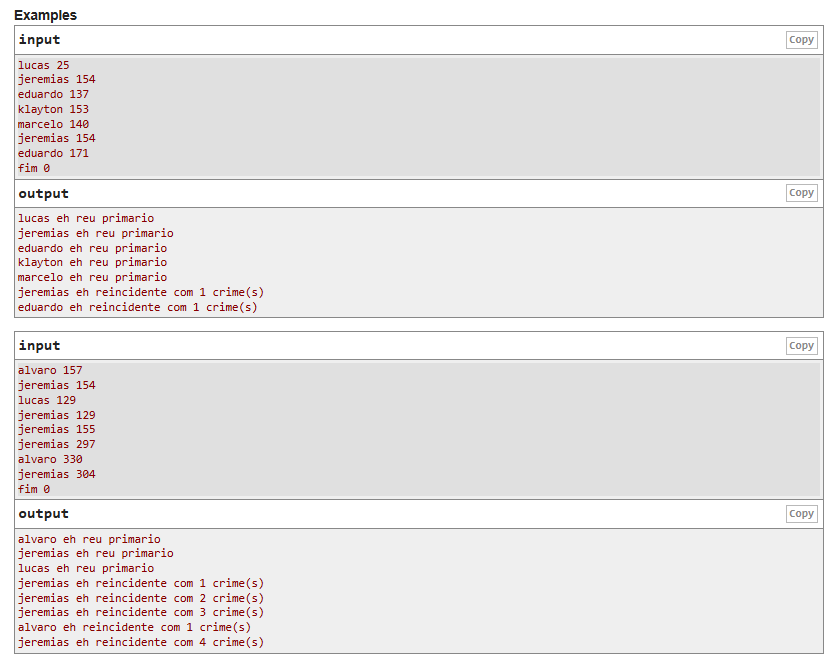 Examples
input
Copy
lucas 25
jeremias 154
eduardo 137
klayton 153
marcelo 140
jeremias 154
eduardo 171
fim 0
output
Copy
lucas eh reu primario
jeremias eh reu primario
eduardo eh reu primario
klayton eh reu primario
marcelo eh reu primario
jeremias eh reincidente com 1 crime(s)
eduardo eh reincidente com 1 crime(s)
input
Copy
alvaro 157
jeremias 154
lucas 129
jeremias 129
jeremias 155
jeremias 297
alvaro 330
jeremias 304
fim 0
output
Copy
alvaro eh reu primario
jeremias eh reu primario
lucas eh reu primario
jeremias eh reincidente com 1 crime(s)
jeremias eh reincidente com 2 crime(s)
jeremias eh reincidente com 3 crime(s)
alvaro eh reincidente com 1 crime(s)
jeremias eh reincidente com 4 crime(s)